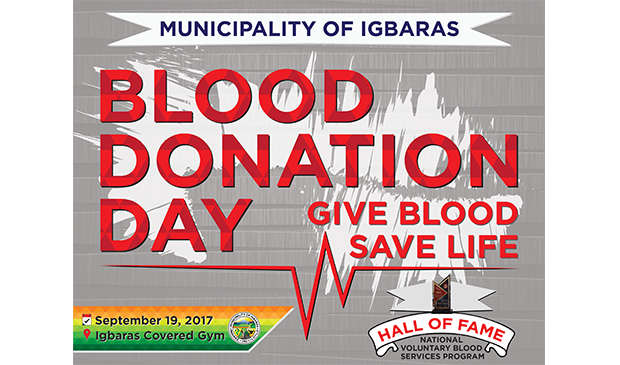 MUNICIPALITY OF IGBARAS
BLOOD
DONATION
DAY
GIVE BLOOD
SAVE LIFE
September 19, 2017
Igbaras Covered Gym
HALL OF FAME
NATIONAL
VOLUNTARY BLOOD
SERVICES PROGRAM